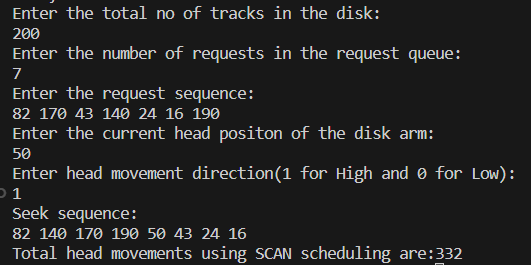 Enter the total no of tracks in the disk:
200
Enter the number of requests in the request queue:
7
Enter the request sequence:
82 170 43 140 24 16 190
Enter the current head positon of the disk arm:
50
Enter head movement direction(1 for High and 0 for Low):
1
Seek sequence:
82 140 170 190 50 43 24 16
Total head movements using SCAN scheduling are:332